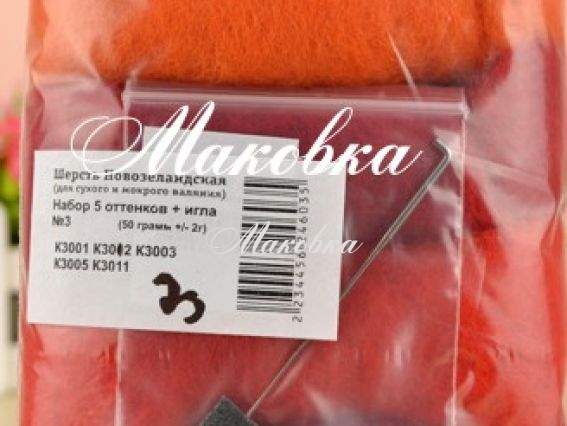 Маковка
Шерсть Новозеландская
(для сухого и мокрого валяния)
Набор 5 оттенков + игла
№3 (50 грамм +/- 2г)
Маковка
K3001 K3002 K3003
K3005 K3011
3